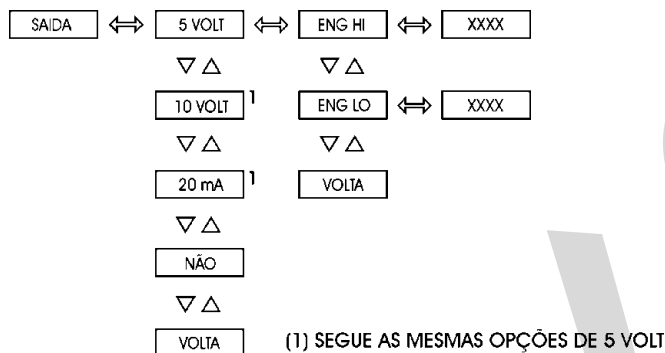 SAIDA 5 VOLT ENG HI XXXX
10 VOLT 1 ENG LO XXXX
20 mA 1 VOLTA
NÃO
VOLTA (1) SEGUE AS MESMAS OPÇÕES DE 5 VOLT